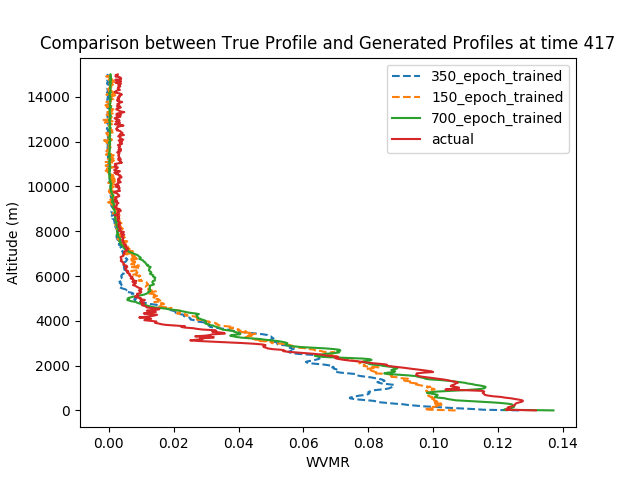 Comparison between True Profile and Generated Profiles at time 417
350_epoch_trained
150_epoch_trained
700_epoch_trained
actual
14000
12000
10000
8000
6000
4000
2000
0
Altitude (m)
0.00 0.02 0.04 0.06 0.08 0.10 0.12 0.14
WVMR